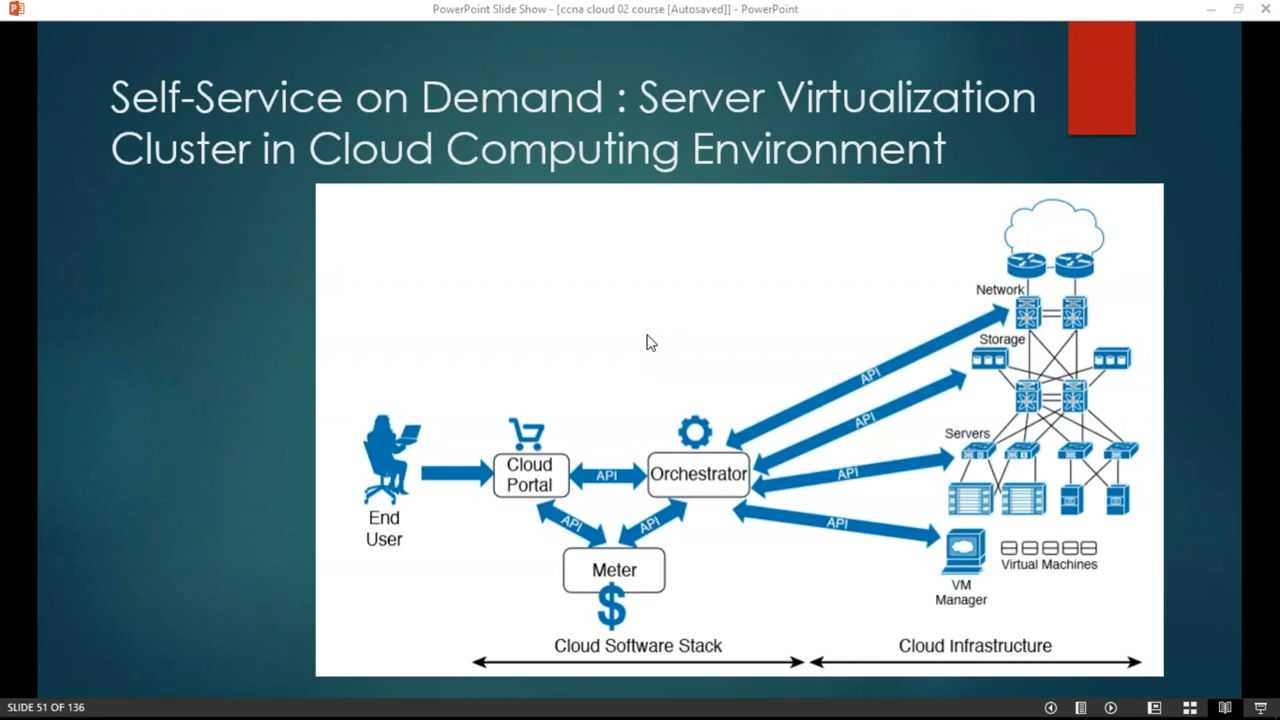 PowerPoint Slide Show - [ccna cloud 02 course [Autosaved]] - PowerPoint
Self-Service on Demand : Server Virtualization
Cluster in Cloud Computing Environment
Network
Storage
API
API
Servers
Cloud
Portal
API
Orchestrator
API
End
User
API
API
API
Meter
$
Virtual Machines
VM
Manager
Cloud Software Stack
Cloud Infrastructure
SLIDE 51 OF 136